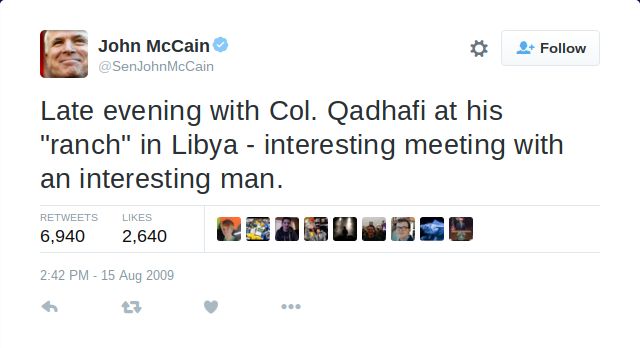 John McCain
@SenJohnMcCain
Follow
Late evening with Col. Qadhafi at his
"ranch" in Libya - interesting meeting with
an interesting man.
RETWEETS LIKES
6,940 2,640
2:42 PM - 15 Aug 2009